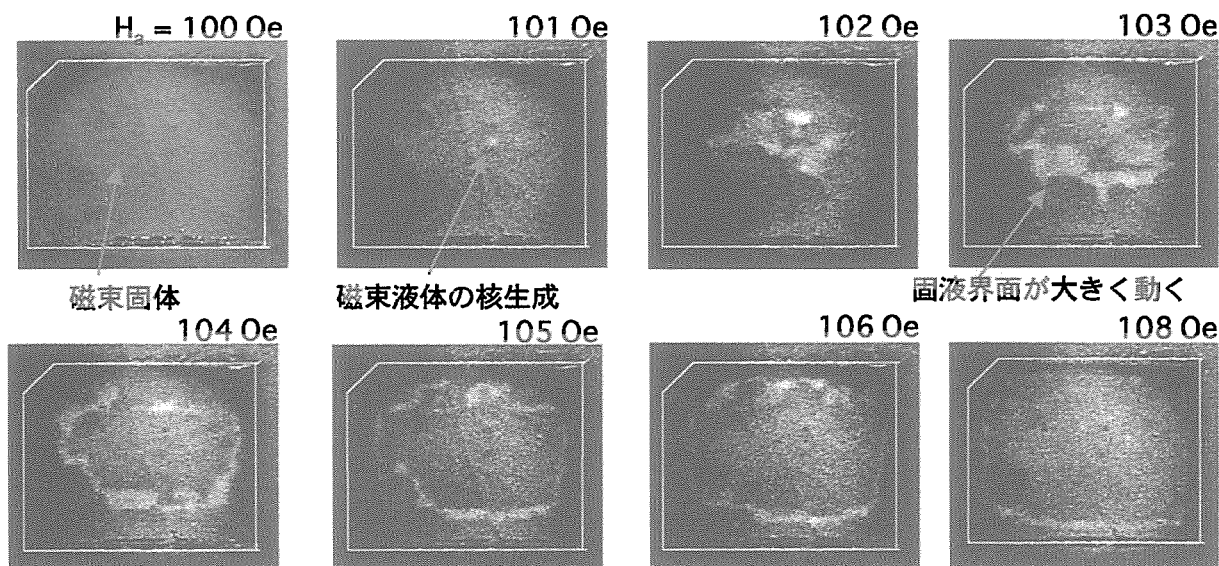 Hₐ = 100 Oe
101 Oe
102 Oe
103 Oe
磁束固体
磁束液体の核生成
固液界面が大きく動く
104 Oe
105 Oe
106 Oe
108 Oe